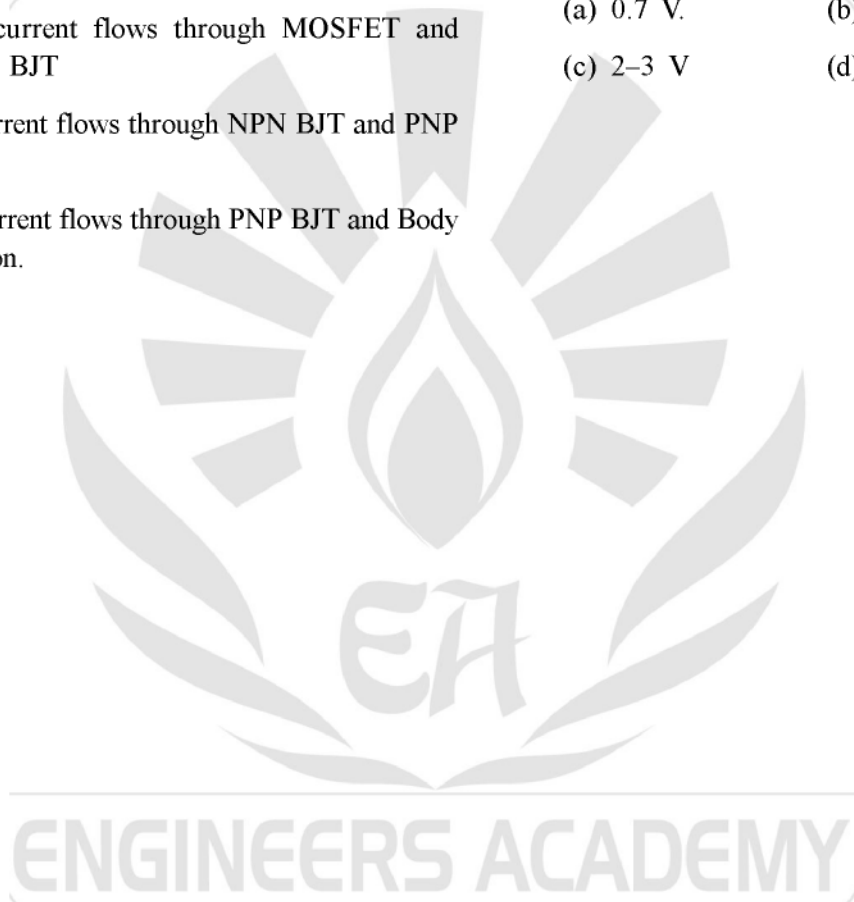 current flows through MOSFET and
BJT
rrent flows through NPN BJT and PNP
rrent flows through PNP BJT and Body
on.
(a) 0.7 V. (b)
(c) 2–3 V (d)
EA
ENGINEERS ACADEMY